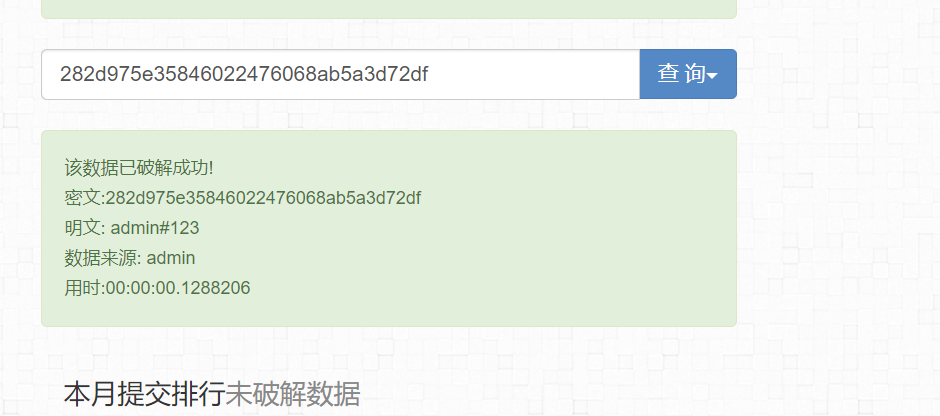 282d975e35846022476068ab5a3d72df 查 询
该数据已破解成功!
密文:282d975e35846022476068ab5a3d72df
明文: admin#123
数据来源: admin
用时:00:00:00.1288206
本月提交排行未破解数据